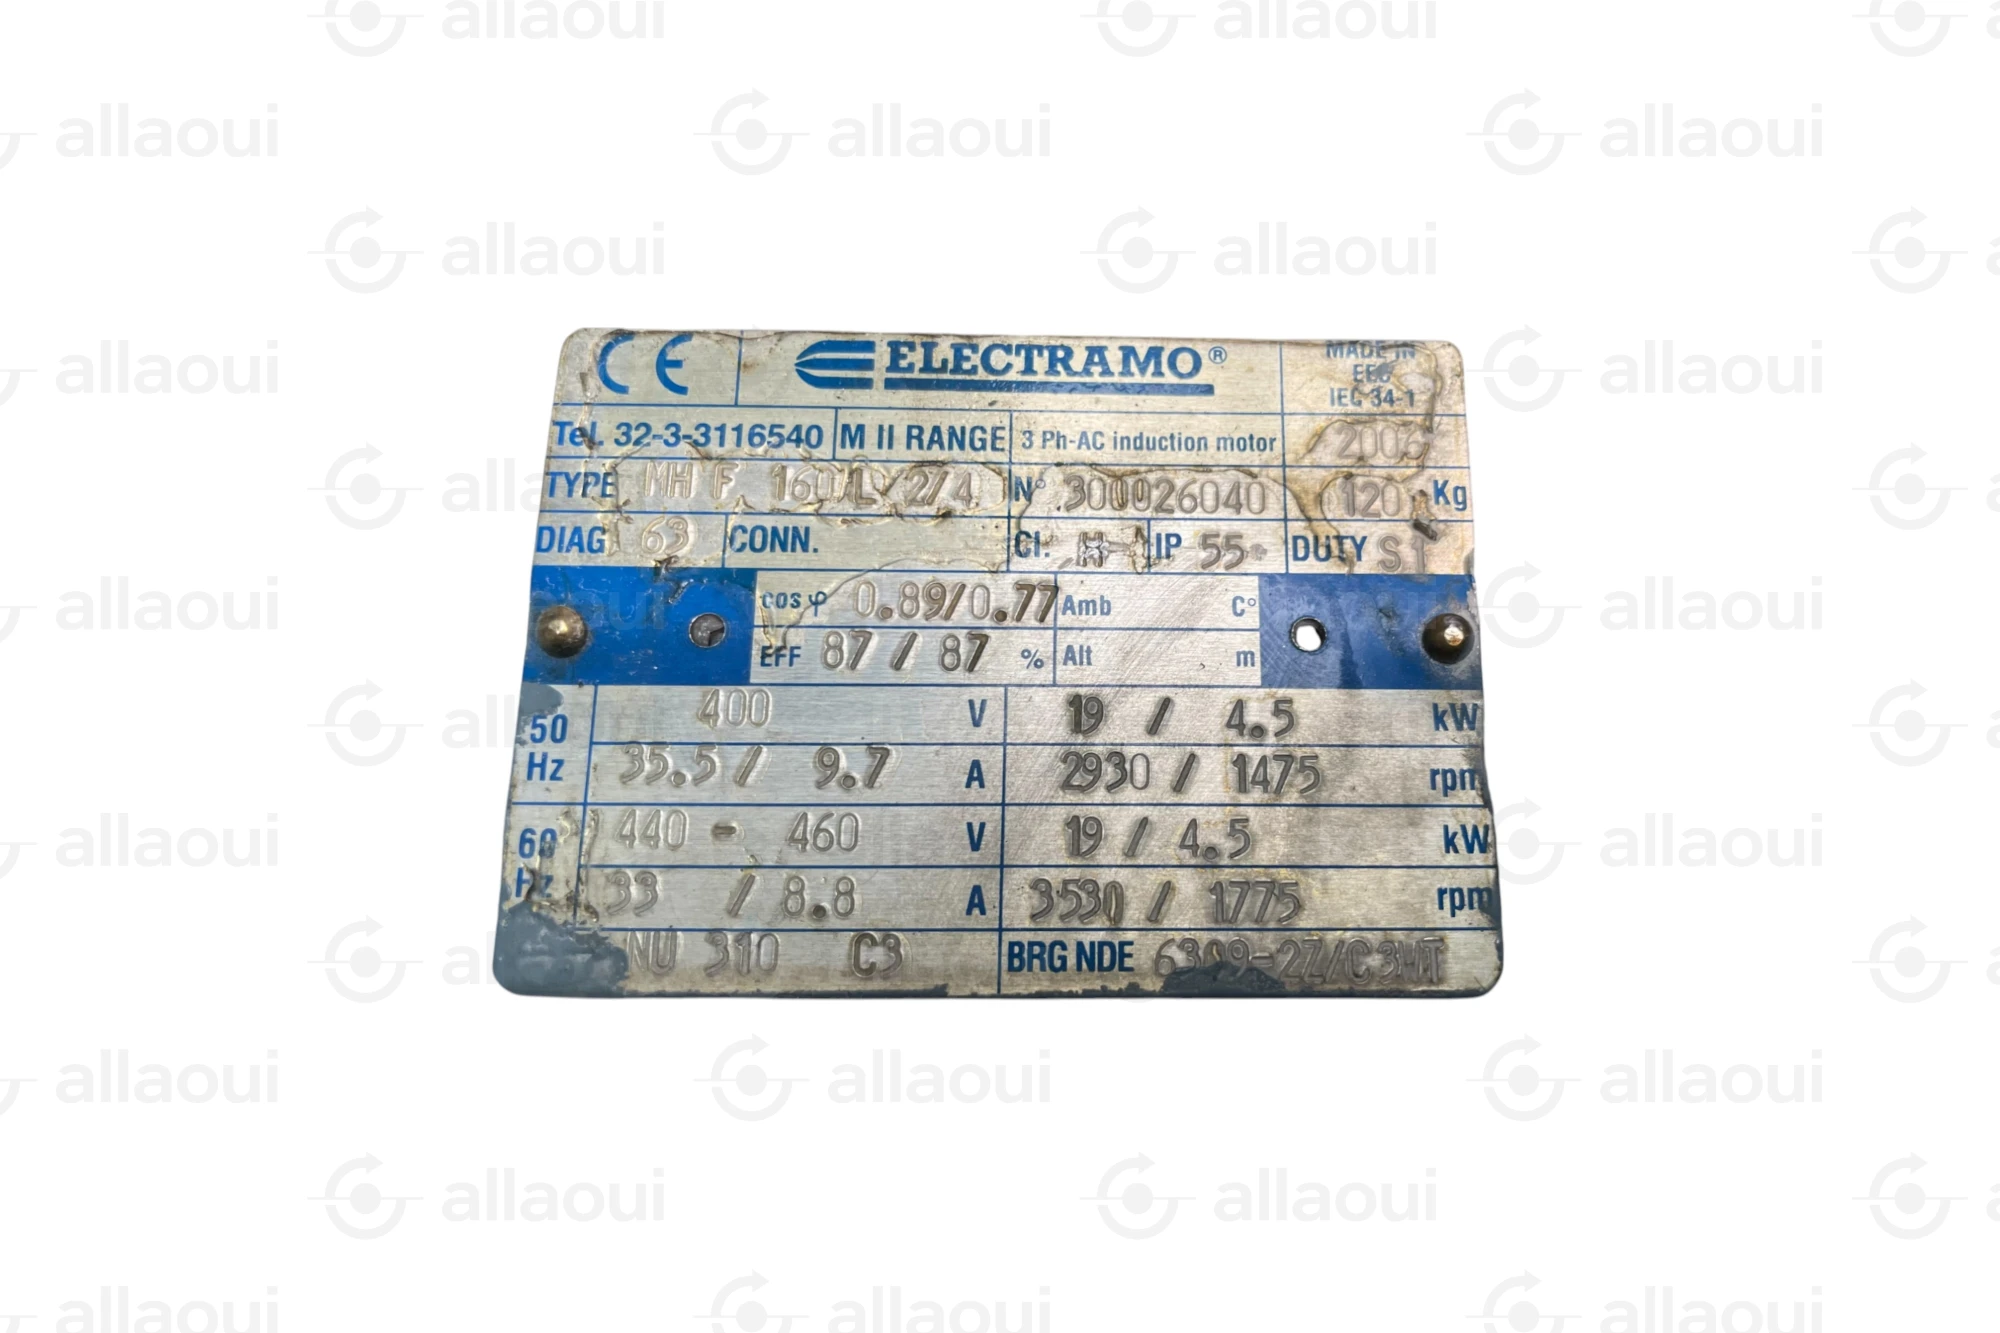 CE ELECTRAMO® MADE IN
EEC
IEC 34-1
Tel. 32-3-3116540 M II RANGE 3 Ph-AC induction motor 2006
TYPE MH F 160 L 2/4 N° 300026040 120 Kg
DIAG 63 CONN. Cl. H IP 55 DUTY S1
cos φ 0.89/0.77 Amb C°
EFF 87 / 87 % Alt m
50 Hz 400 V 19 / 4.5 kW
35.5 / 9.7 A 2930 / 1475 rpm
60 Hz 440 - 460 V 19 / 4.5 kW
33 / 8.8 A 3530 / 1775 rpm
NU 310 C3 BRG NDE 6309-2Z/C3WT
allaoui